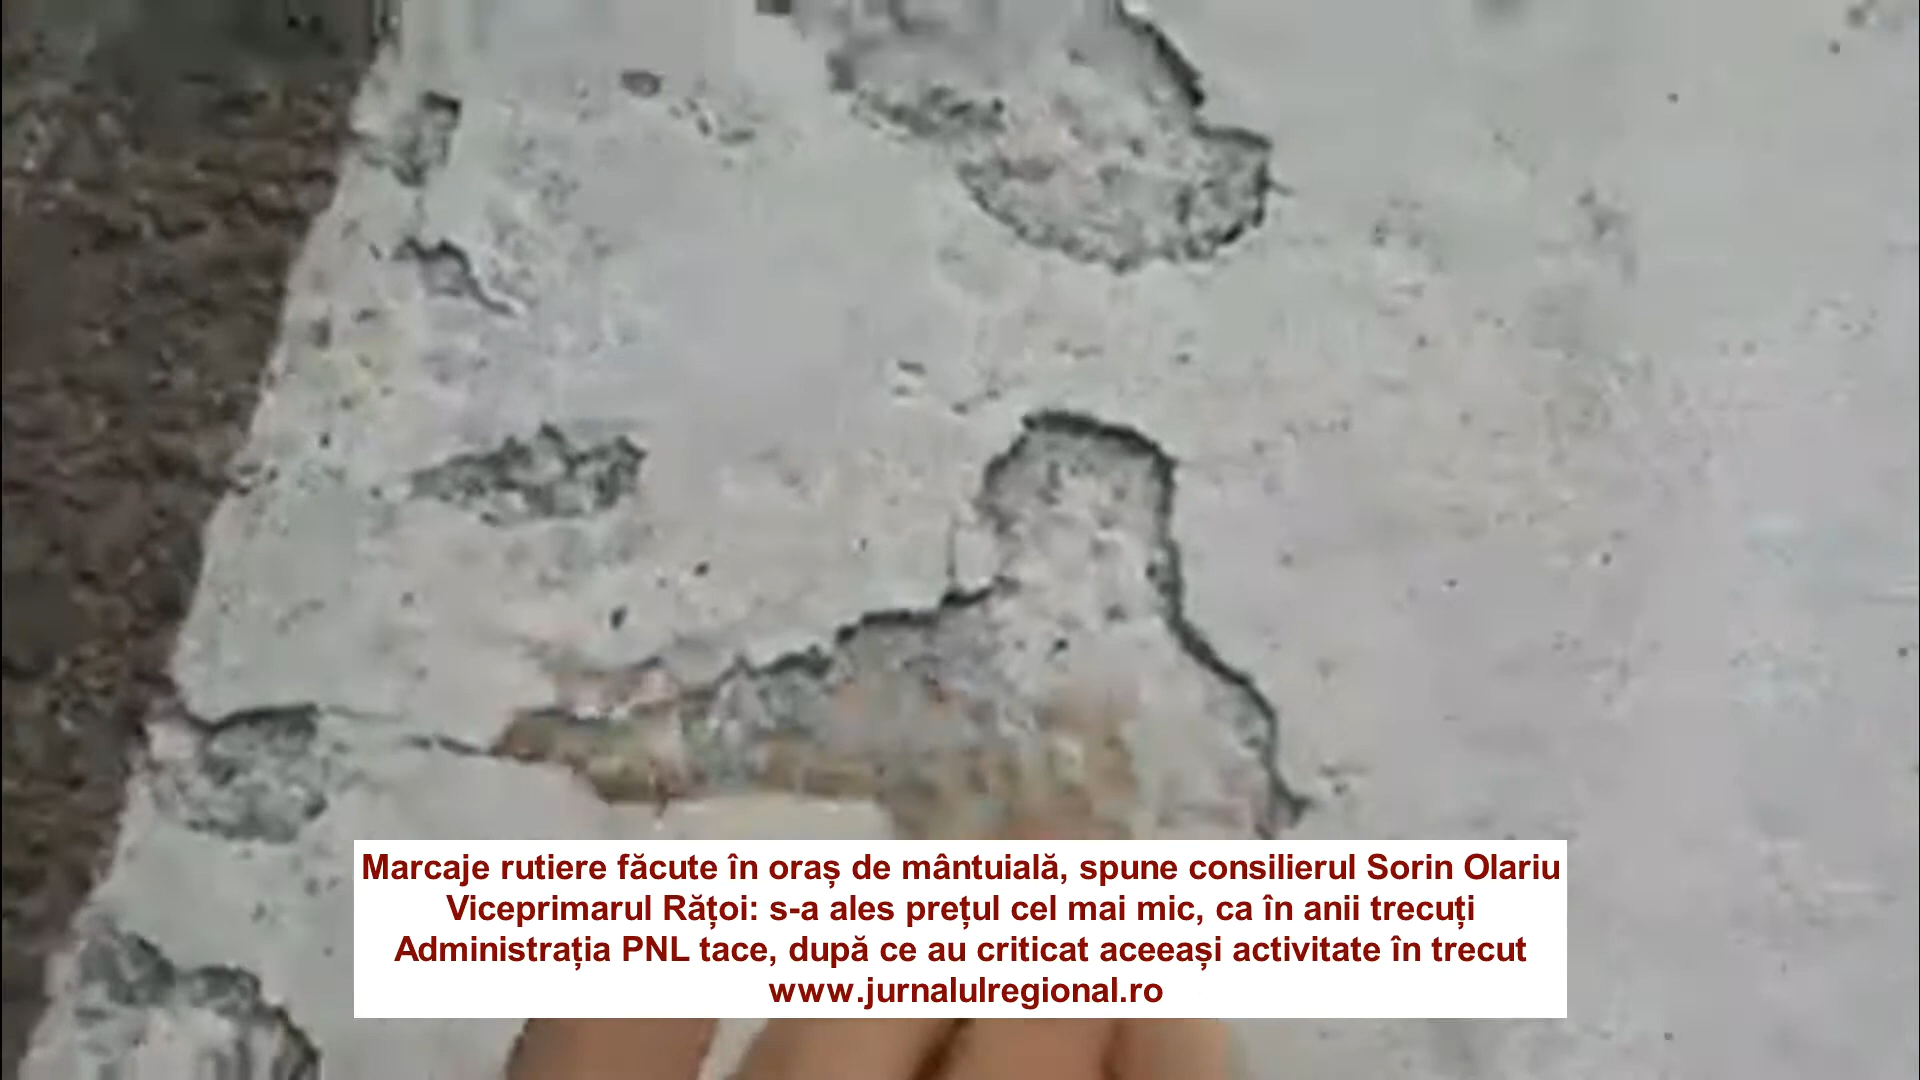 Marcaje rutiere făcute în oraș de mântuială, spune consilierul Sorin Olariu
Viceprimarul Rățoi: s-a ales prețul cel mai mic, ca în anii trecuți
Administrația PNL tace, după ce au criticat aceeași activitate în trecut
www.jurnalulregional.ro